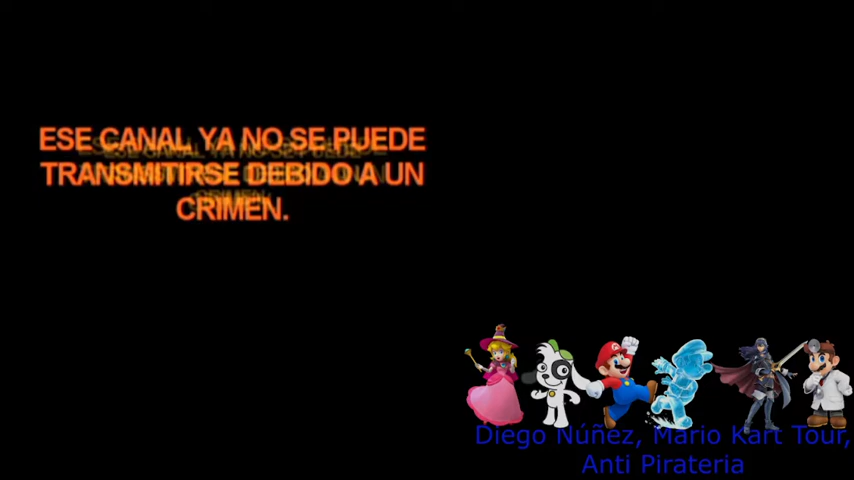 ESE CANAL YA NO SE PUEDE
TRANSMITIRSE DEBIDO A UN
CRIMEN.
Diego Núñez, Mario Kart Tour,
Anti Pirateria